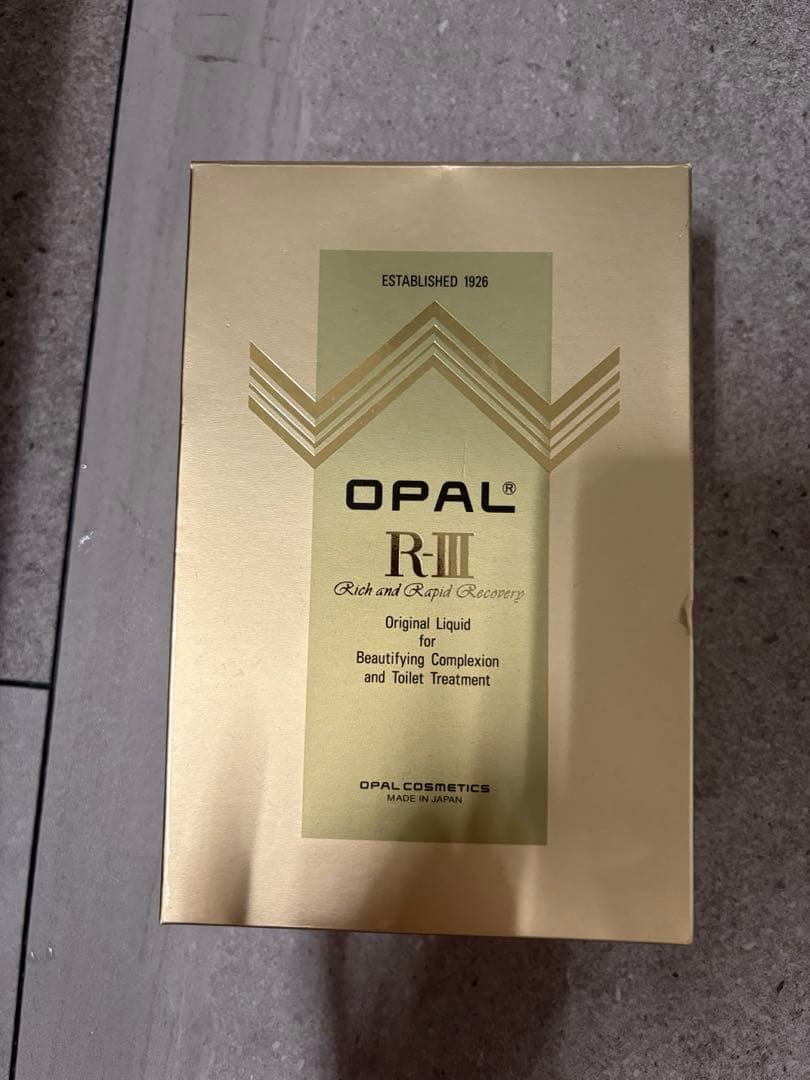 ESTABLISHED 1926
OPAL®
R-III
Rich and Rapid Recovery
Original Liquid
for
Beautifying Complexion
and Toilet Treatment
OPAL COSMETICS
MADE IN JAPAN